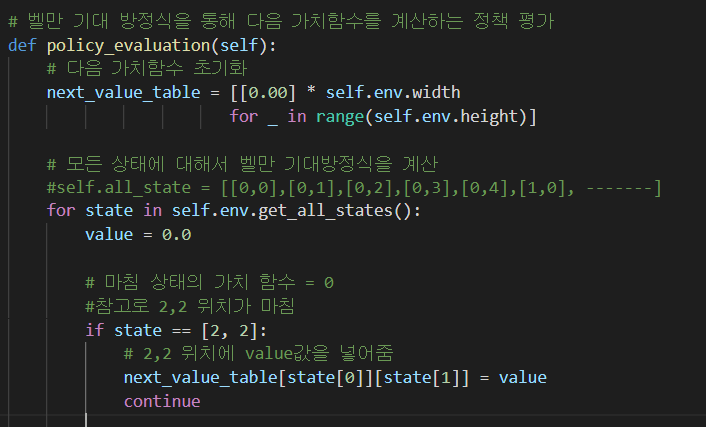 # 벨만 기대 방정식을 통해 다음 가치함수를 계산하는 정책 평가
def policy_evaluation(self):
# 다음 가치함수 초기화
next_value_table = [[0.00] * self.env.width
for _ in range(self.env.height)]
# 모든 상태에 대해서 벨만 기대방정식을 계산
#self.all_state = [[0,0],[0,1],[0,2],[0,3],[0,4],[1,0], -------]
for state in self.env.get_all_states():
value = 0.0
# 마침 상태의 가치 함수 = 0
#참고로 2,2 위치가 마침
if state == [2, 2]:
# 2,2 위치에 value값을 넣어줌
next_value_table[state[0]][state[1]] = value
continue